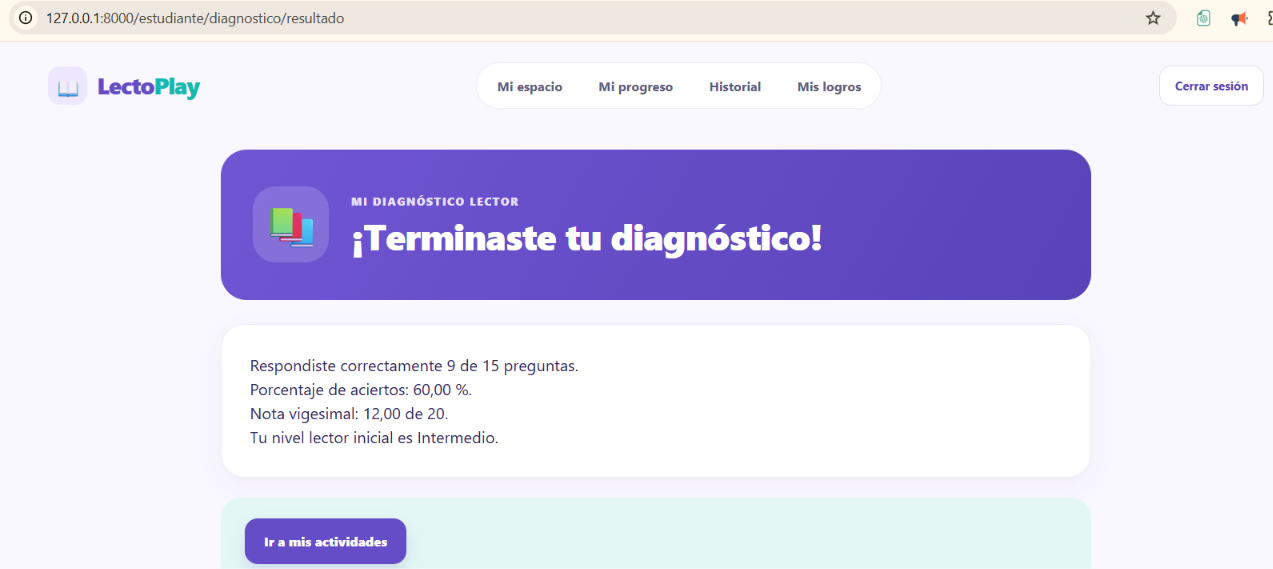 127.0.0.1:8000/estudiante/diagnostico/resultado
LectoPlay
Mi espacio
Mi progreso
Historial
Mis logros
Cerrar sesión
MI DIAGNÓSTICO LECTOR
¡Terminaste tu diagnóstico!
Respondiste correctamente 9 de 15 preguntas.
Porcentaje de aciertos: 60,00 %.
Nota vigesimal: 12,00 de 20.
Tu nivel lector inicial es Intermedio.
Ir a mis actividades